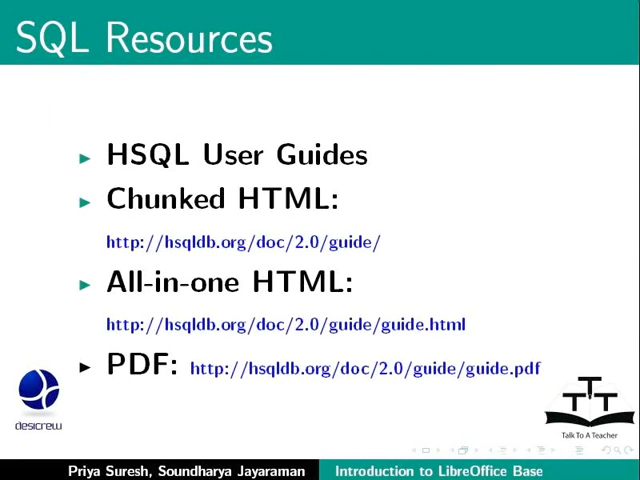 SQL Resources
HSQL User Guides
Chunked HTML:
http://hsqldb.org/doc/2.0/guide/
All-in-one HTML:
http://hsqldb.org/doc/2.0/guide/guide.html
PDF: http://hsqldb.org/doc/2.0/guide/guide.pdf
desicrew
T T T
Talk To A Teacher
Priya Suresh, Soundharya Jayaraman Introduction to LibreOffice Base